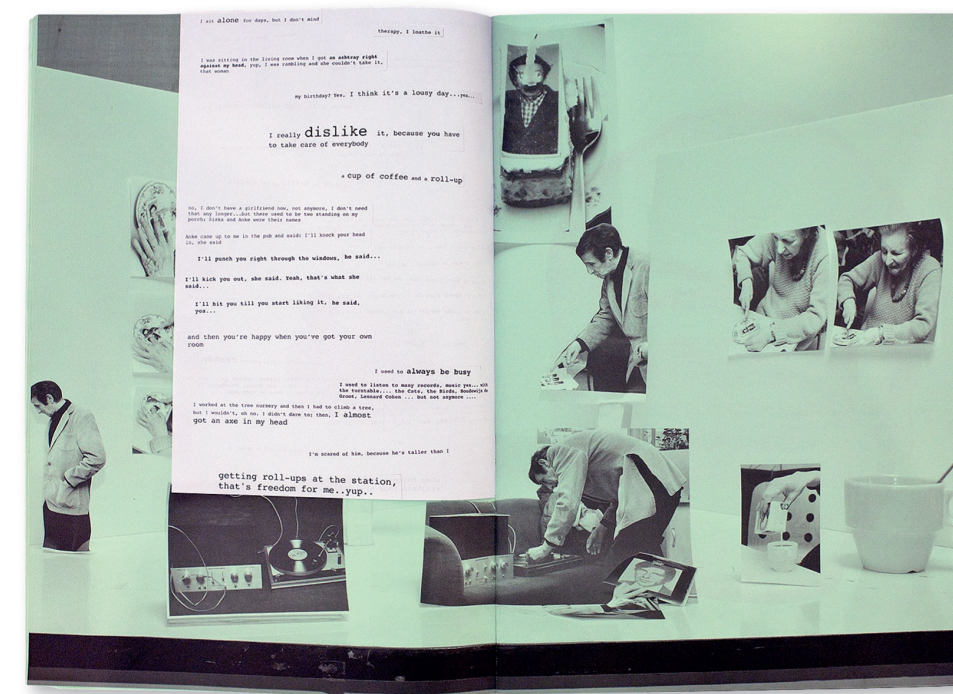 I sit alone for days, but I don't mind
therapy, I loathe it
I was sitting in the lining room when I got an ashtray right
against my head, yup, I was rambling and she couldn't take it,
that woman
My birthday? Yes, I think it's a lousy day...yea...
I really dislike it, because you have
to take care of everybody
a cup of coffee and a roll-up
no, I don't have a girlfriend now, not anymore, I don't need
that any longer...but there used to be two standing on my
porch: Siska and Anke were their names
Anke came up to me in the pub and said: I'll knock your head
in, she said
I'll punch you right through the windows, he said...
I'll kick you out, she said. Yeah, that's what she
said...
I'll hit you till you start liking it, he said,
yea...
and then you're happy when you've got your own
room
I used to always be busy
I used to listen to many records, music yea... with
the turntable.... the Cats, the Birds, Boudewijn de
Groot, Lennard Cohen ... but not anymore ....
I worked at the tree nursery and then I had to climb a tree,
but I wouldn't, oh no. I didn't dare to; then, I almost
got an axe in my head
I'm scared of him, because he's taller than I
getting roll-ups at the station,
that's freedom for me..yup..